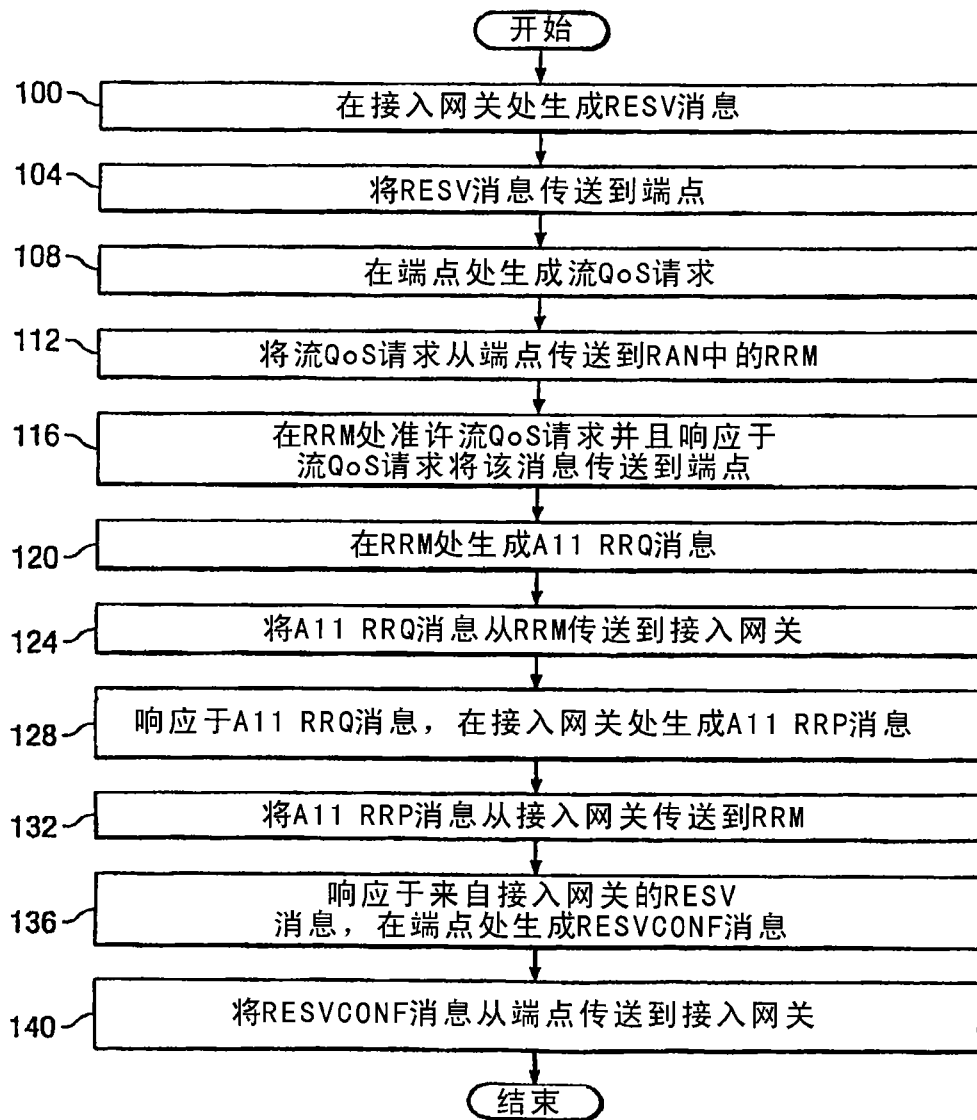 开始
100
在接入网关处生成RESV消息
104
将RESV消息传送到端点
108
在端点处生成流QoS请求
112
将流QoS请求从端点传送到RAN中的RRM
116
在RRM处准许流QoS请求并且响应于
流QoS请求将该消息传送到端点
120
在RRM处生成A11 RRQ消息
124
将A11 RRQ消息从RRM传送到接入网关
128
响应于A11 RRQ消息，在接入网关处生成A11 RRP消息
132
将A11 RRP消息从接入网关传送到RRM
136
响应于来自接入网关的RESV
消息，在端点处生成RESVCONF消息
140
将RESVCONF消息从端点传送到接入网关
结束